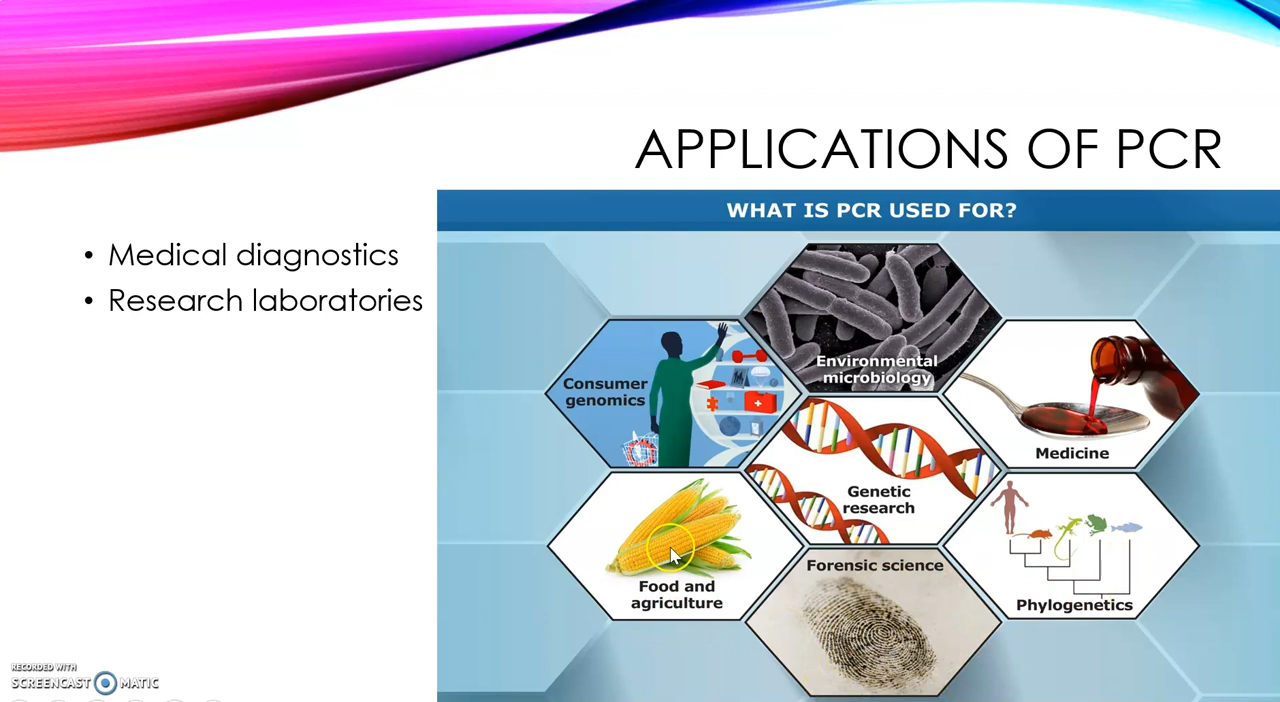 APPLICATIONS OF PCR
• Medical diagnostics
• Research laboratories
WHAT IS PCR USED FOR?
Environmental
microbiology
Consumer
genomics
Medicine
Genetic
research
Food and
agriculture
Forensic science
Phylogenetics
RECORDED WITH
SCREENCAST MATIC